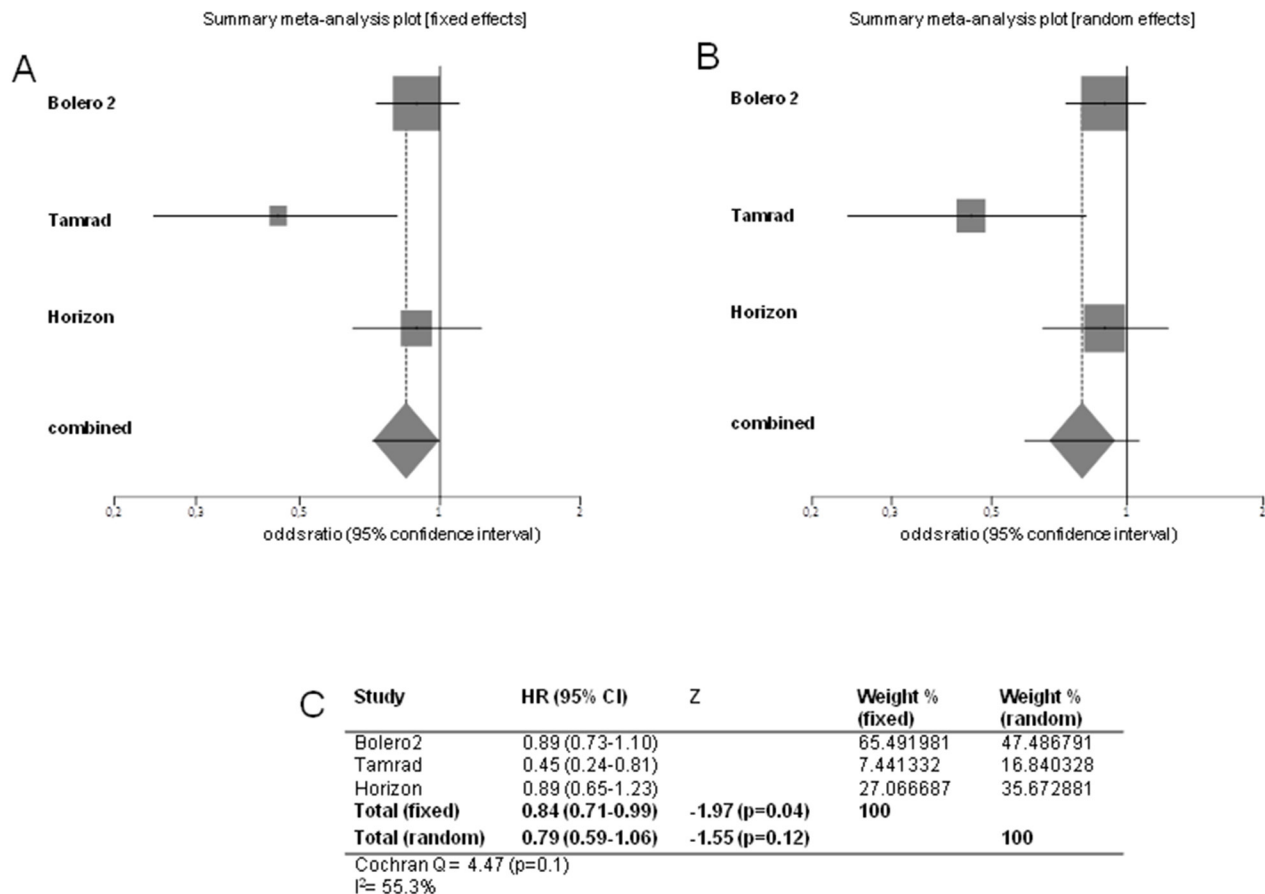 Summary meta-analysis plot [fixed effects]
A
Bolero 2
Tamrad
Horizon
combined
0,2 0,3 0,5 1 2
odds ratio (95% confidence interval)
Summary meta-analysis plot [random effects]
B
Bolero 2
Tamrad
Horizon
combined
0,2 0,3 0,5 1 2
odds ratio (95% confidence interval)
C
Study HR (95% CI) Z Weight % (fixed) Weight % (random)
Bolero2 0.89 (0.73-1.10) 65.491981 47.486791
Tamrad 0.45 (0.24-0.81) 7.441332 16.840328
Horizon 0.89 (0.65-1.23) 27.066687 35.672881
Total (fixed) 0.84 (0.71-0.99) -1.97 (p=0.04) 100
Total (random) 0.79 (0.59-1.06) -1.55 (p=0.12) 100
Cochran Q = 4.47 (p=0.1)
I²= 55.3%